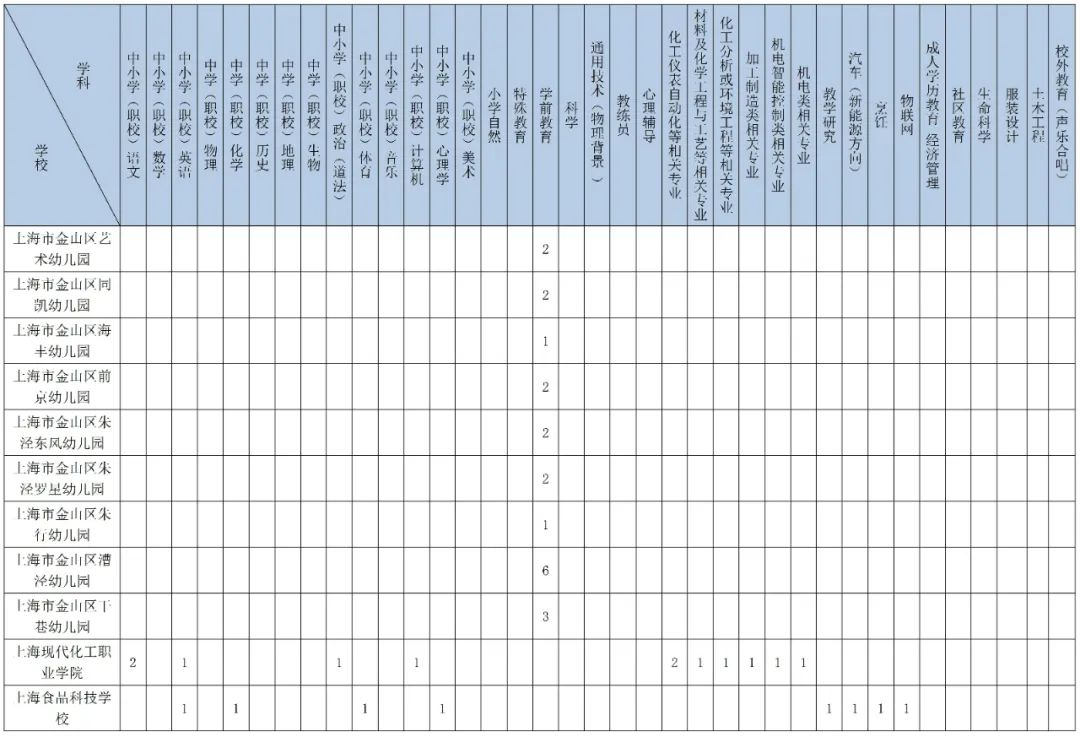 学科
学校
中小学（职校）语文
中小学（职校）数学
中小学（职校）英语
中学（职校）物理
中学（职校）化学
中学（职校）历史
中学（职校）地理
中学（职校）生物
中小学（职校）政治（道法）
中小学（职校）体育
中小学（职校）音乐
中小学（职校）计算机
中小学（职校）心理学
中小学（职校）美术
小学自然
特殊教育
学前教育
科学
通用技术（物理背景）
教练员
心理辅导
化工仪表自动化等相关专业
材料及化学工程与工艺等相关专业
化工分析或环境工程等相关专业
加工制造类相关专业
机电智能控制类相关专业
机电类相关专业
教学研究
汽车（新能源方向）
烹饪
物联网
成人学历教育 经济管理
社区教育
生命科学
服装设计
土木工程
校外教育（声乐合唱）
上海市金山区艺
术幼儿园
2
上海市金山区同
凯幼儿园
2
上海市金山区海
丰幼儿园
1
上海市金山区前
京幼儿园
2
上海市金山区朱
泾东风幼儿园
2
上海市金山区朱
泾罗星幼儿园
2
上海市金山区朱
行幼儿园
1
上海市金山区漕
泾幼儿园
6
上海市金山区干
巷幼儿园
3
上海现代化工职
业学院
2 1 1 1 2 1 1 1 1 1
上海食品科技学
校
1 1 1 1 1 1 1 1